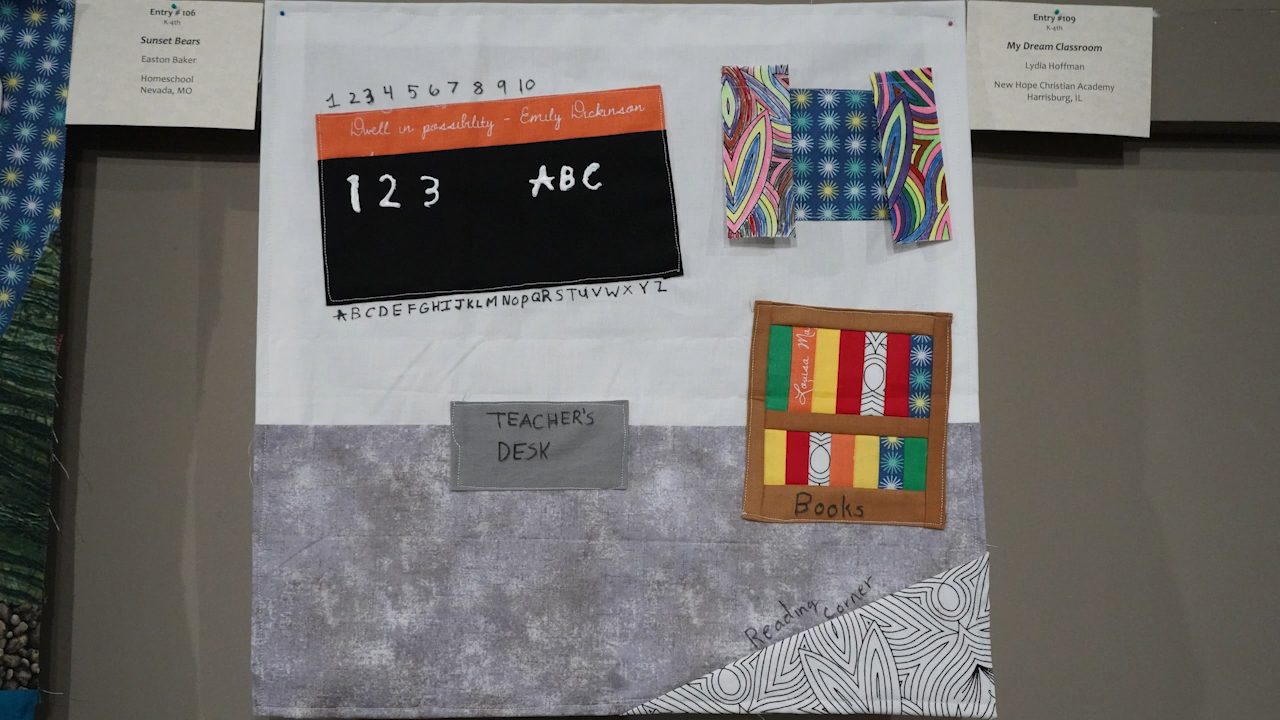 Entry #106
K-4th
Sunset Bears
Easton Baker
Homeschool
Nevada, MO
Entry #109
K-4th
My Dream Classroom
Lydia Hoffman
New Hope Christian Academy
Harrisburg, IL
1 2 3 4 5 6 7 8 9 10
Dwell in possibility - Emily Dickinson
1 2 3 ABC
ABCDEFGHIJKLMNOPQRSTUVWXYZ
TEACHER'S
DESK
Louisa Ma
Books
Reading corner